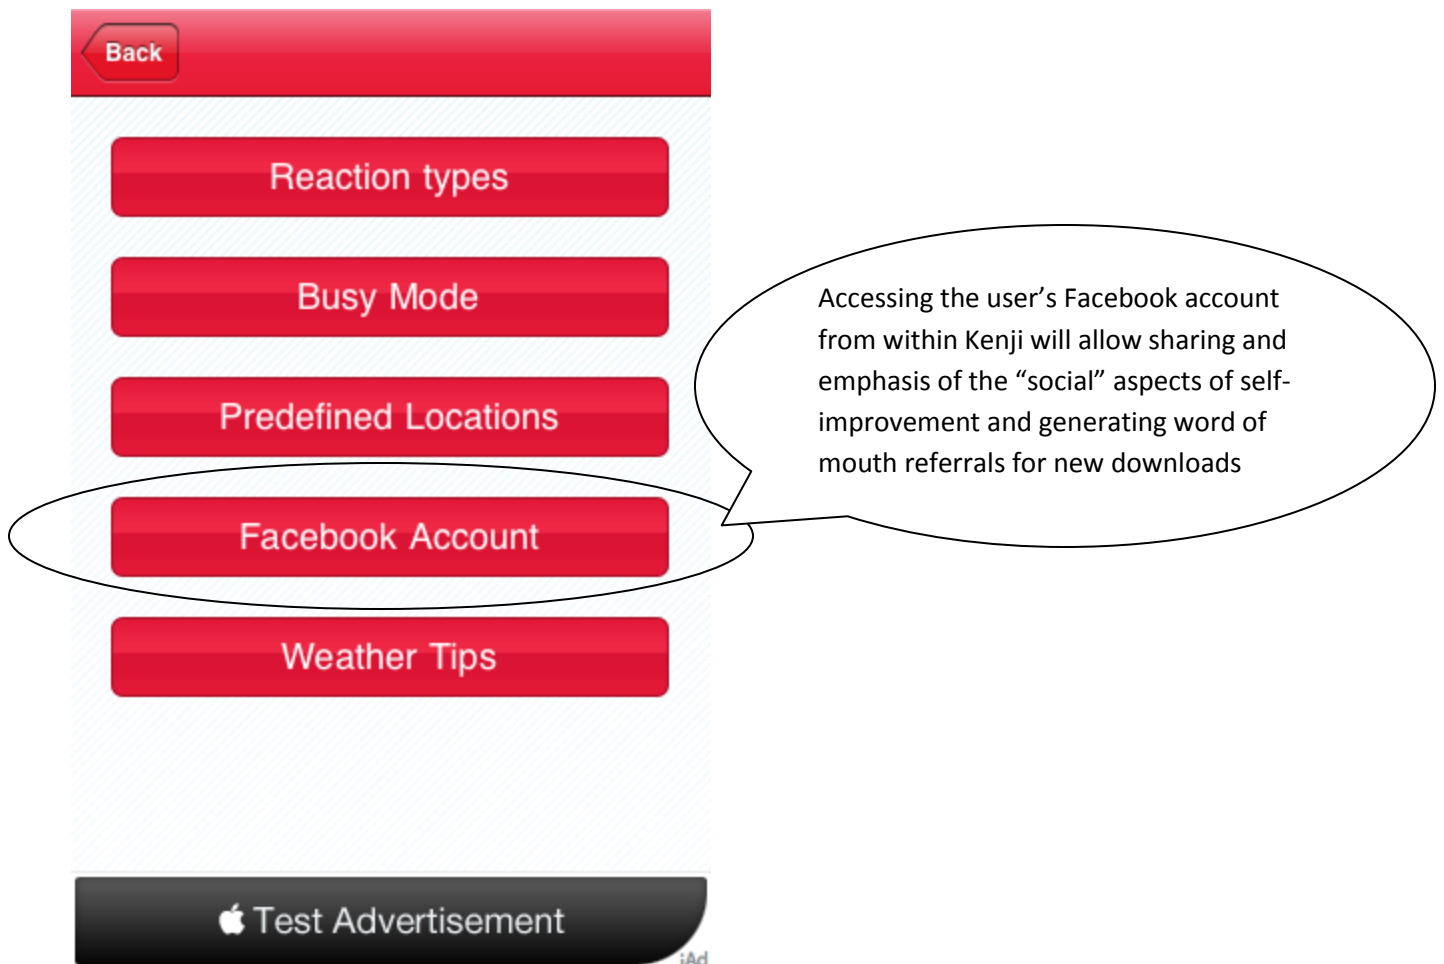 Back
Reaction types
Busy Mode
Predefined Locations
Facebook Account
Weather Tips
Test Advertisement
iAd
Accessing the user’s Facebook account
from within Kenji will allow sharing and
emphasis of the “social” aspects of self-
improvement and generating word of
mouth referrals for new downloads